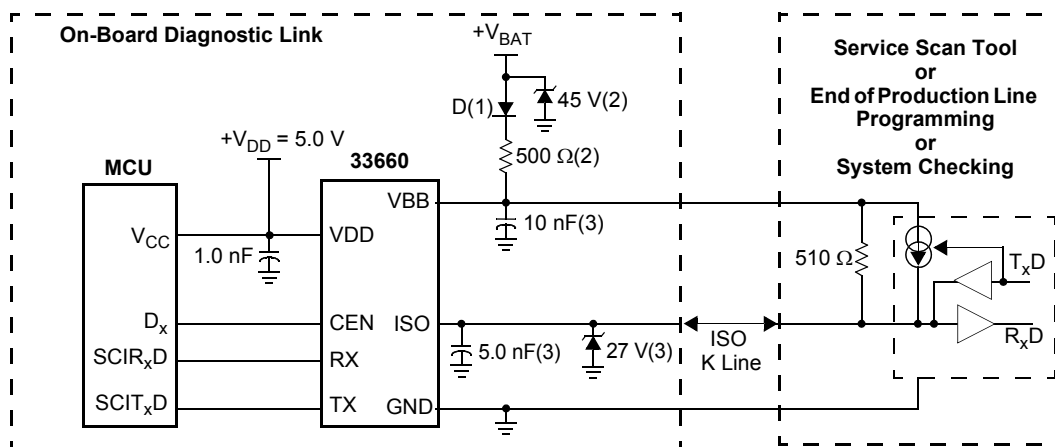 On-Board Diagnostic Link
+VBAT
D(1)
45 V(2)
500 Ω(2)
+VDD = 5.0 V
MCU
33660
VBB
10 nF(3)
VCC
1.0 nF
VDD
Dx
CEN
ISO
5.0 nF(3)
27 V(3)
SCIRxD
RX
SCITxD
TX
GND
ISO
K Line
Service Scan Tool
or
End of Production Line
Programming
or
System Checking
510 Ω
TxD
RxD